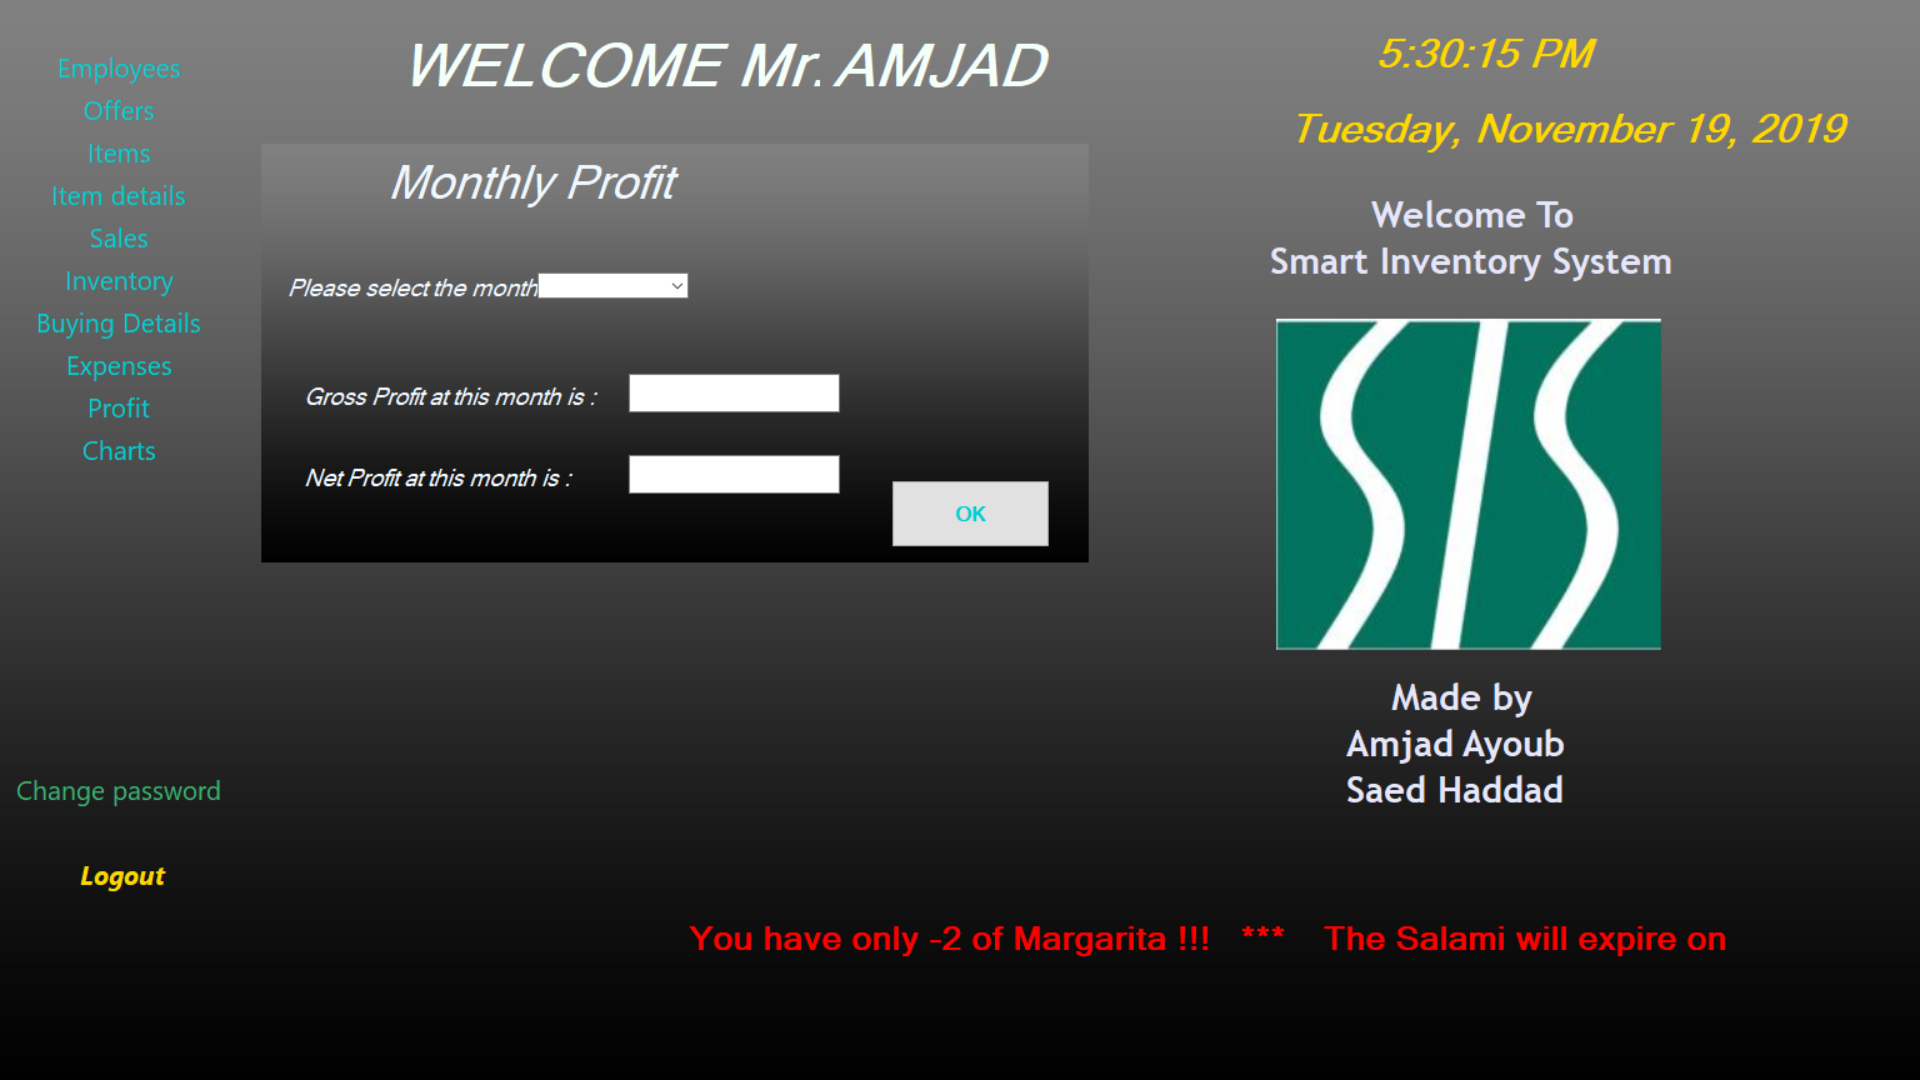 WELCOME Mr. AMJAD
5:30:15 PM
Tuesday, November 19, 2019
Employees
Offers
Items
Item details
Sales
Inventory
Buying Details
Expenses
Profit
Charts
Change password
Logout
Monthly Profit
Please select the month
Gross Profit at this month is :
Net Profit at this month is :
OK
Welcome To
Smart Inventory System
SIS
Made by
Amjad Ayoub
Saed Haddad
You have only -2 of Margarita !!! *** The Salami will expire on